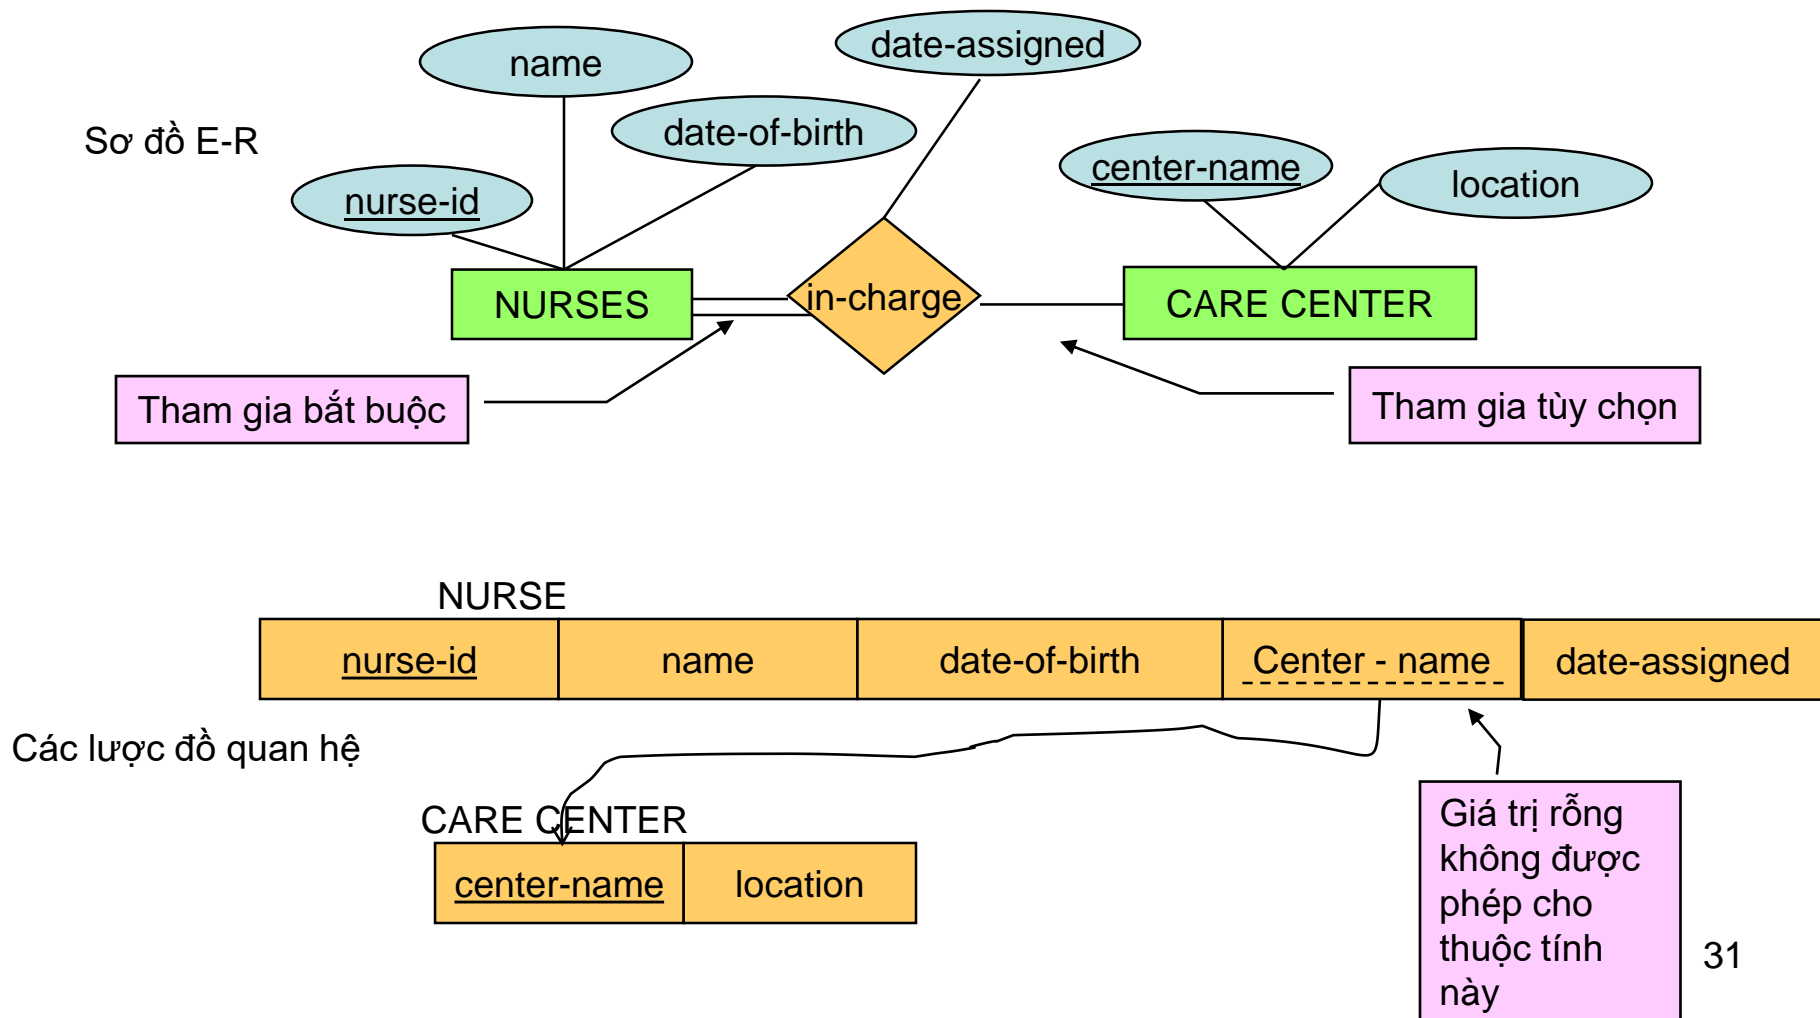 date-assigned
name
date-of-birth
Sơ đồ E-R
center-name
location
nurse-id
NURSES
in-charge
CARE CENTER
Tham gia bắt buộc
Tham gia tùy chọn
NURSE
nurse-id
name
date-of-birth
Center - name
date-assigned
Các lược đồ quan hệ
CARE CENTER
center-name
location
Giá trị rỗng
không được
phép cho
thuộc tính
này
31